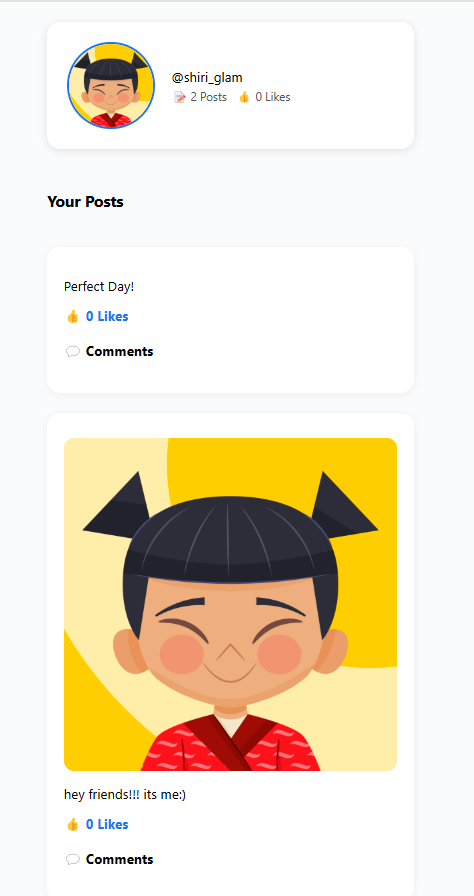 @shiri_glam
📝 2 Posts 👍 0 Likes
Your Posts
Perfect Day!
👍 0 Likes
💬 Comments
hey friends!!! its me:)
👍 0 Likes
💬 Comments